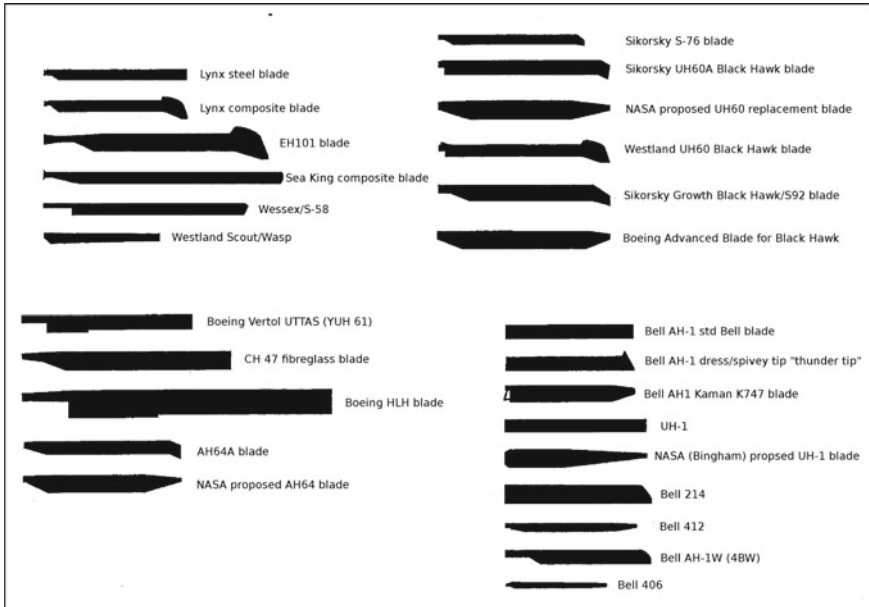 Lynx steel blade
Lynx composite blade
EH101 blade
Sea King composite blade
Wessex/S-58
Westland Scout/Wasp
Sikorsky S-76 blade
Sikorsky UH60A Black Hawk blade
NASA proposed UH60 replacement blade
Westland UH60 Black Hawk blade
Sikorsky Growth Black Hawk/S92 blade
Boeing Advanced Blade for Black Hawk
Boeing Vertol UTTAS (YUH 61)
CH 47 fibreglass blade
Boeing HLH blade
AH64A blade
NASA proposed AH64 blade
Bell AH-1 std Bell blade
Bell AH-1 dress/spivey tip "thunder tip"
Bell AH1 Kaman K747 blade
UH-1
NASA (Bingham) propsed UH-1 blade
Bell 214
Bell 412
Bell AH-1W (4BW)
Bell 406